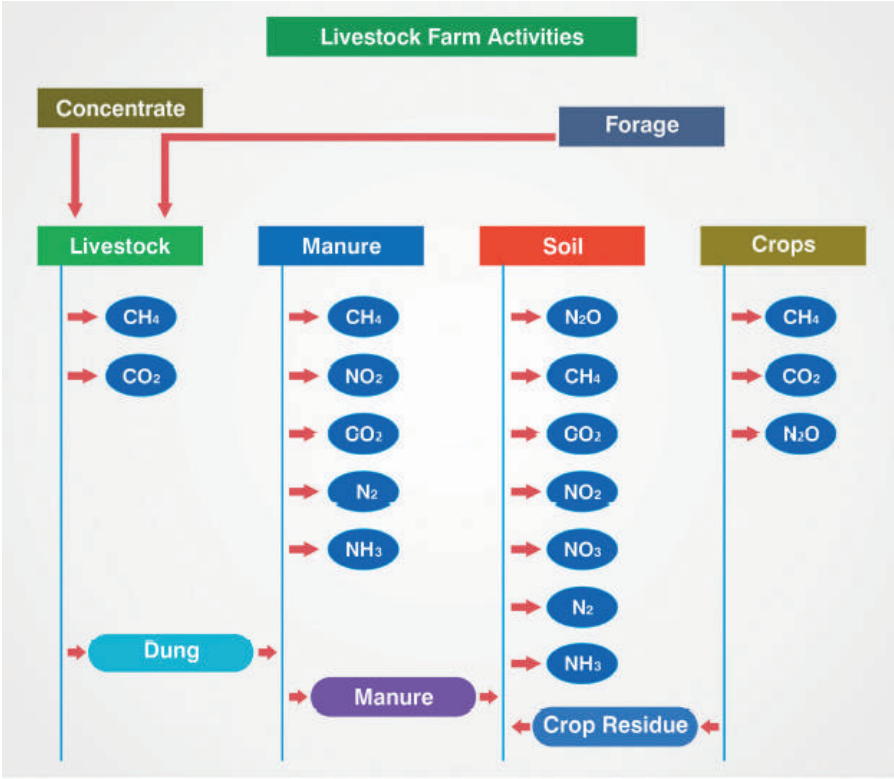 Livestock Farm Activities
Concentrate
Forage
Livestock
Manure
Soil
Crops
CH₄
CO₂
CH₄
NO₂
CO₂
N₂
NH₃
N₂O
CH₄
CO₂
NO₂
NO₃
N₂
NH₃
CH₄
CO₂
N₂O
Dung
Manure
Crop Residue